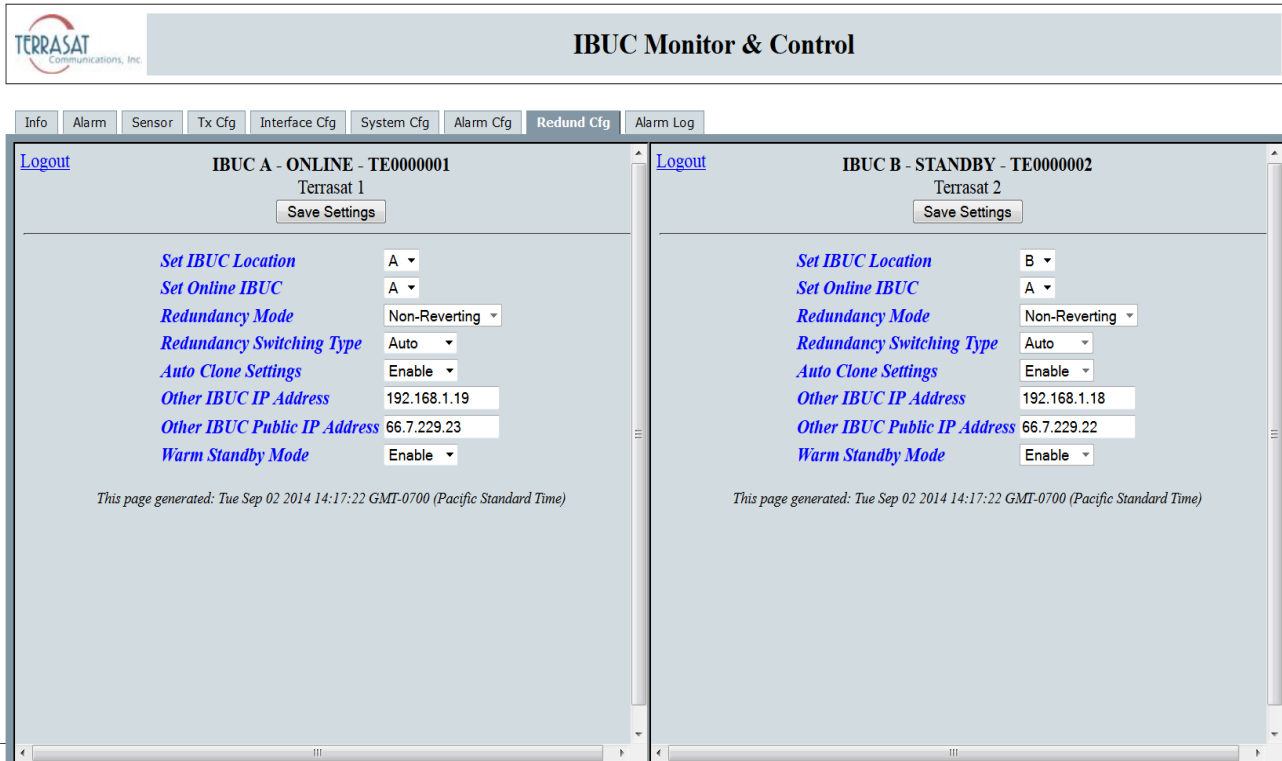 TERRASAT
Communications, Inc.
IBUC Monitor & Control
Info Alarm Sensor Tx Cfg Interface Cfg System Cfg Alarm Cfg Redund Cfg Alarm Log
Logout
IBUC A - ONLINE - TE0000001
Terrasat 1
Save Settings
Set IBUC Location A
Set Online IBUC A
Redundancy Mode Non-Reverting
Redundancy Switching Type Auto
Auto Clone Settings Enable
Other IBUC IP Address 192.168.1.19
Other IBUC Public IP Address 66.7.229.23
Warm Standby Mode Enable
This page generated: Tue Sep 02 2014 14:17:22 GMT-0700 (Pacific Standard Time)
Logout
IBUC B - STANDBY - TE0000002
Terrasat 2
Save Settings
Set IBUC Location B
Set Online IBUC A
Redundancy Mode Non-Reverting
Redundancy Switching Type Auto
Auto Clone Settings Enable
Other IBUC IP Address 192.168.1.18
Other IBUC Public IP Address 66.7.229.22
Warm Standby Mode Enable
This page generated: Tue Sep 02 2014 14:17:22 GMT-0700 (Pacific Standard Time)